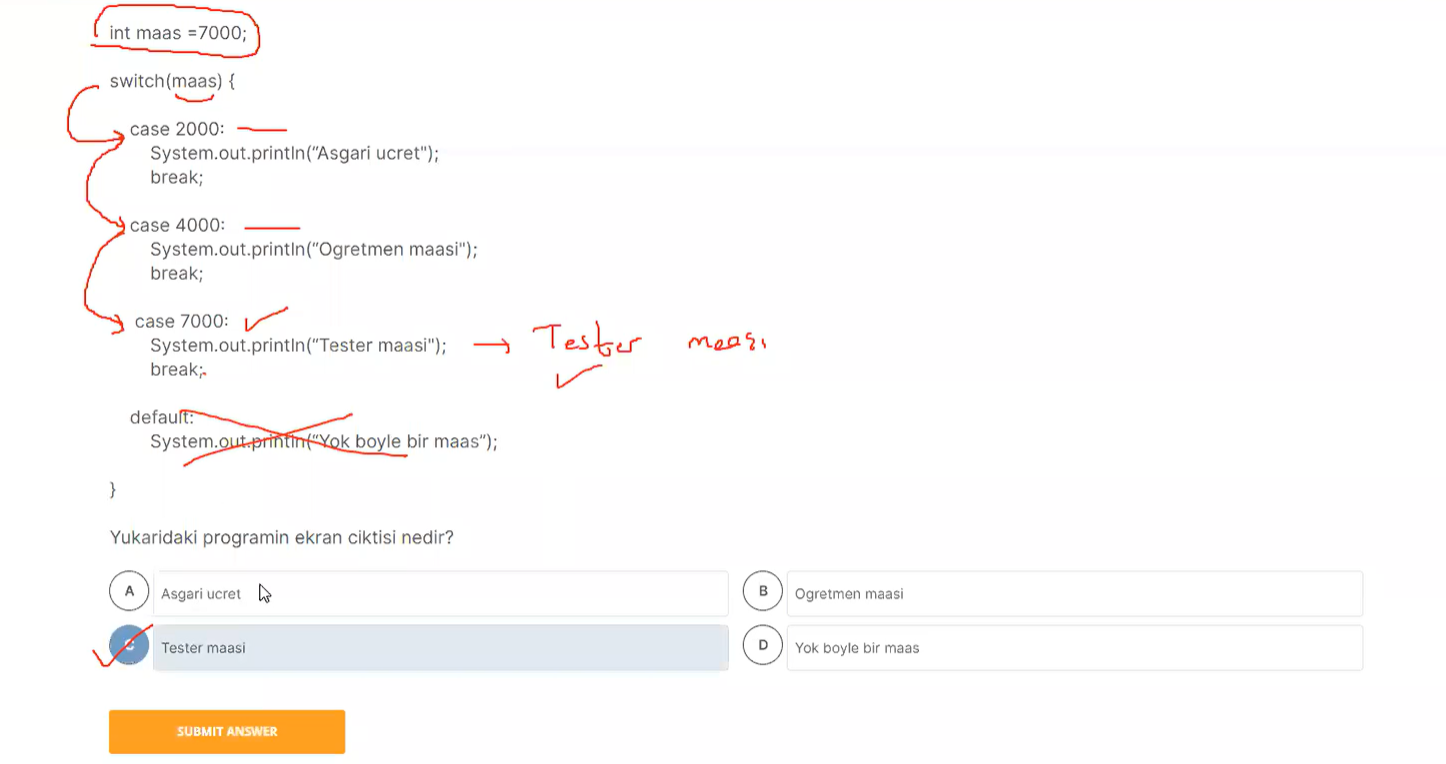 int maas =7000;
switch(maas) {
case 2000:
System.out.println(“Asgari ucret");
break;
case 4000:
System.out.println(“Ogretmen maasi");
break;
case 7000:
System.out.println(“Tester maasi"); → Tester maası
break;
default:
System.out.println(“Yok boyle bir maas”);
}
Yukaridaki programin ekran ciktisi nedir?
A Asgari ucret
B Ogretmen maasi
C Tester maasi
D Yok boyle bir maas
SUBMIT ANSWER